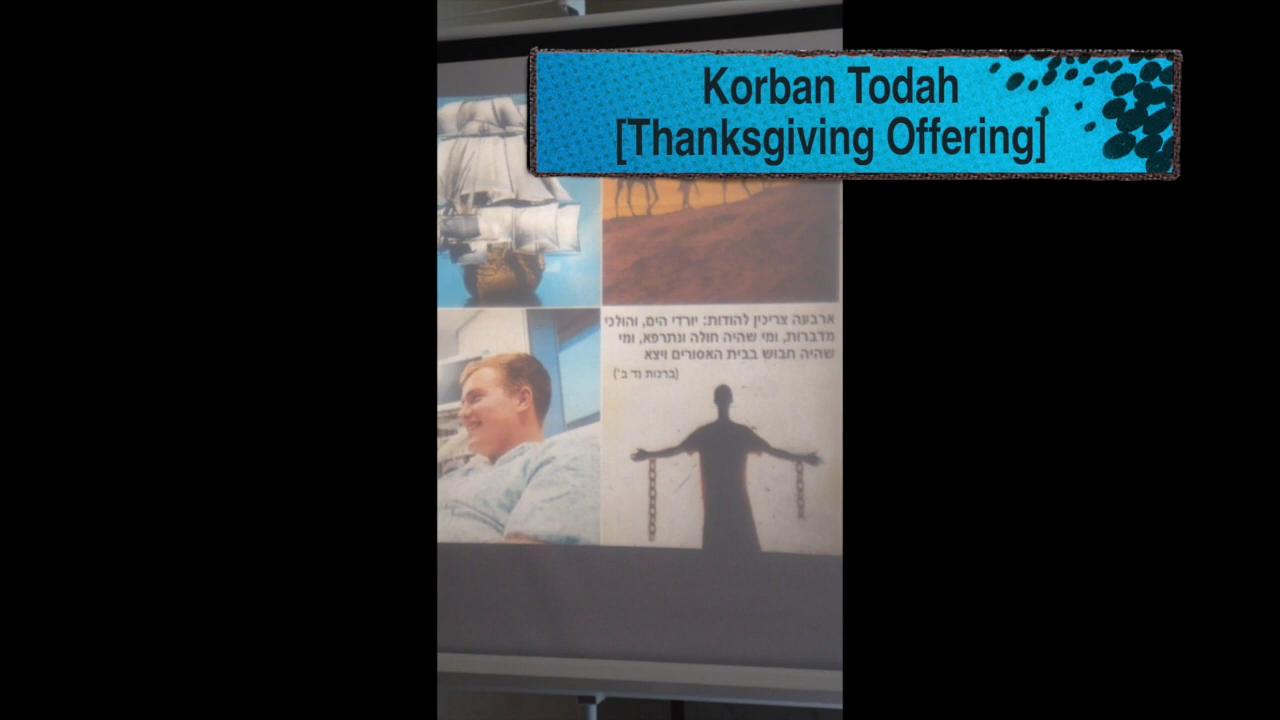 Korban Todah
[Thanksgiving Offering]
ארבעה צריכין להודות: יורדי הים, והולכי
מדברות, ומי שהיה חולה ונתרפא, ומי
שהיה חבוש בבית האסורים ויצא
(ברכות נד ב')